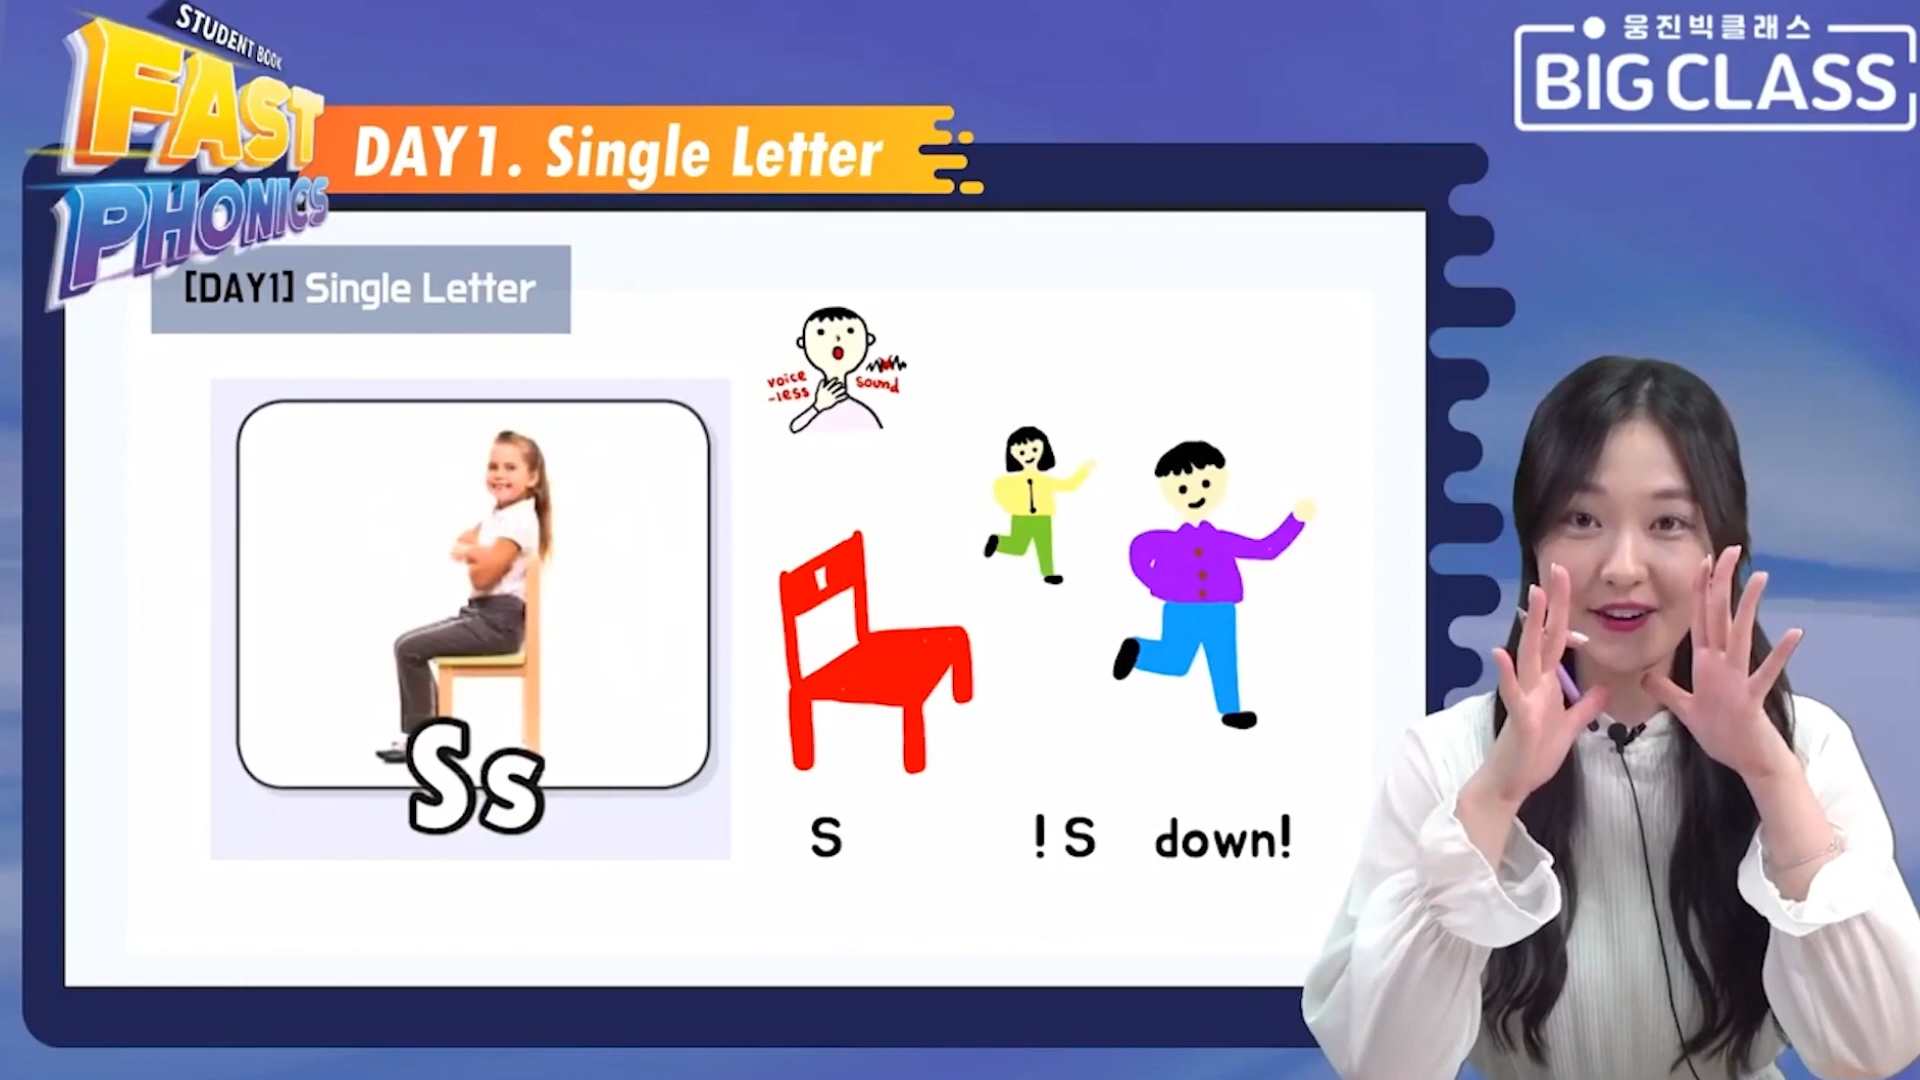 STUDENT BOOK
FAST
PHONICS
DAY1. Single Letter
웅진빅클래스
BIG CLASS
[DAY1] Single Letter
voice
-less
sound
Ss
S ! S down!